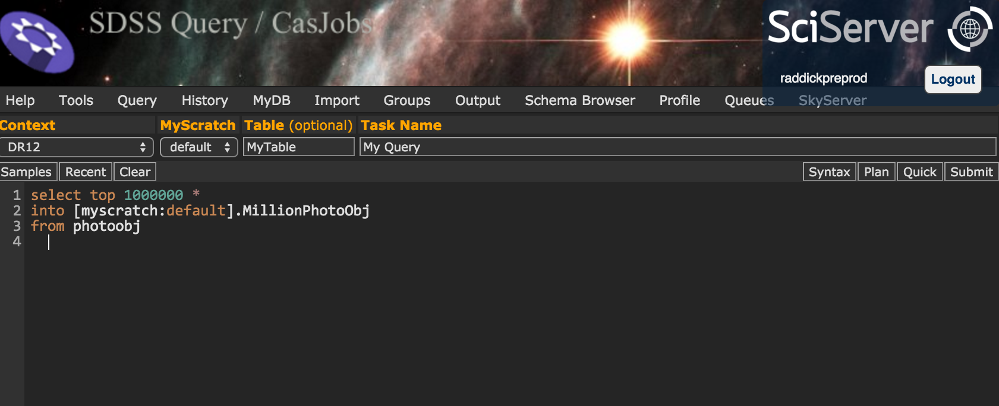 SDSS Query / CasJobs
SciServer
raddickpreprod Logout
Help Tools Query History MyDB Import Groups Output Schema Browser Profile Queues SkyServer
Context MyScratch Table (optional) Task Name
DR12 default MyTable My Query
Samples Recent Clear Syntax Plan Quick Submit
1 select top 1000000 *
2 into [myscratch:default].MillionPhotoObj
3 from photoobj
4